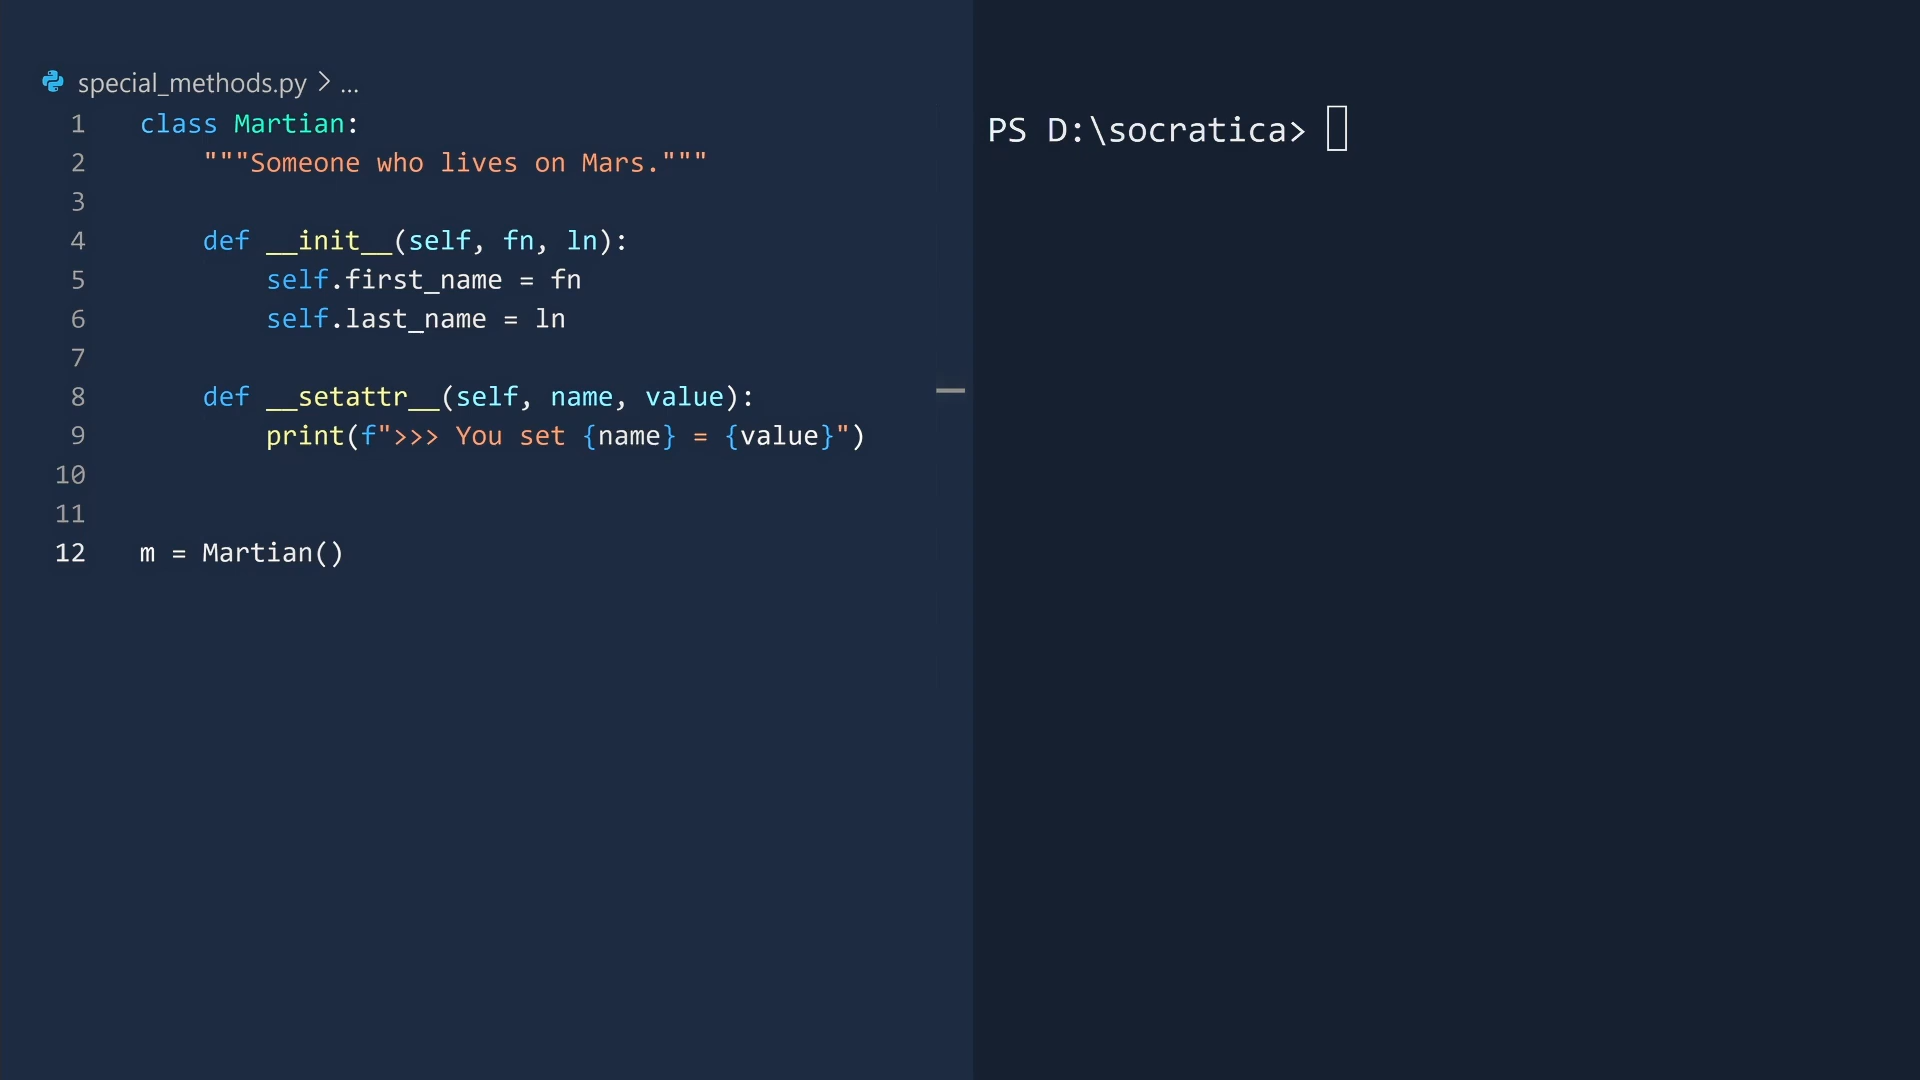 special_methods.py > ...
1 class Martian:
2 """Someone who lives on Mars."""
3
4 def __init__(self, fn, ln):
5 self.first_name = fn
6 self.last_name = ln
7
8 def __setattr__(self, name, value):
9 print(f">>> You set {name} = {value}")
10
11
12 m = Martian()
PS D:\socratica>